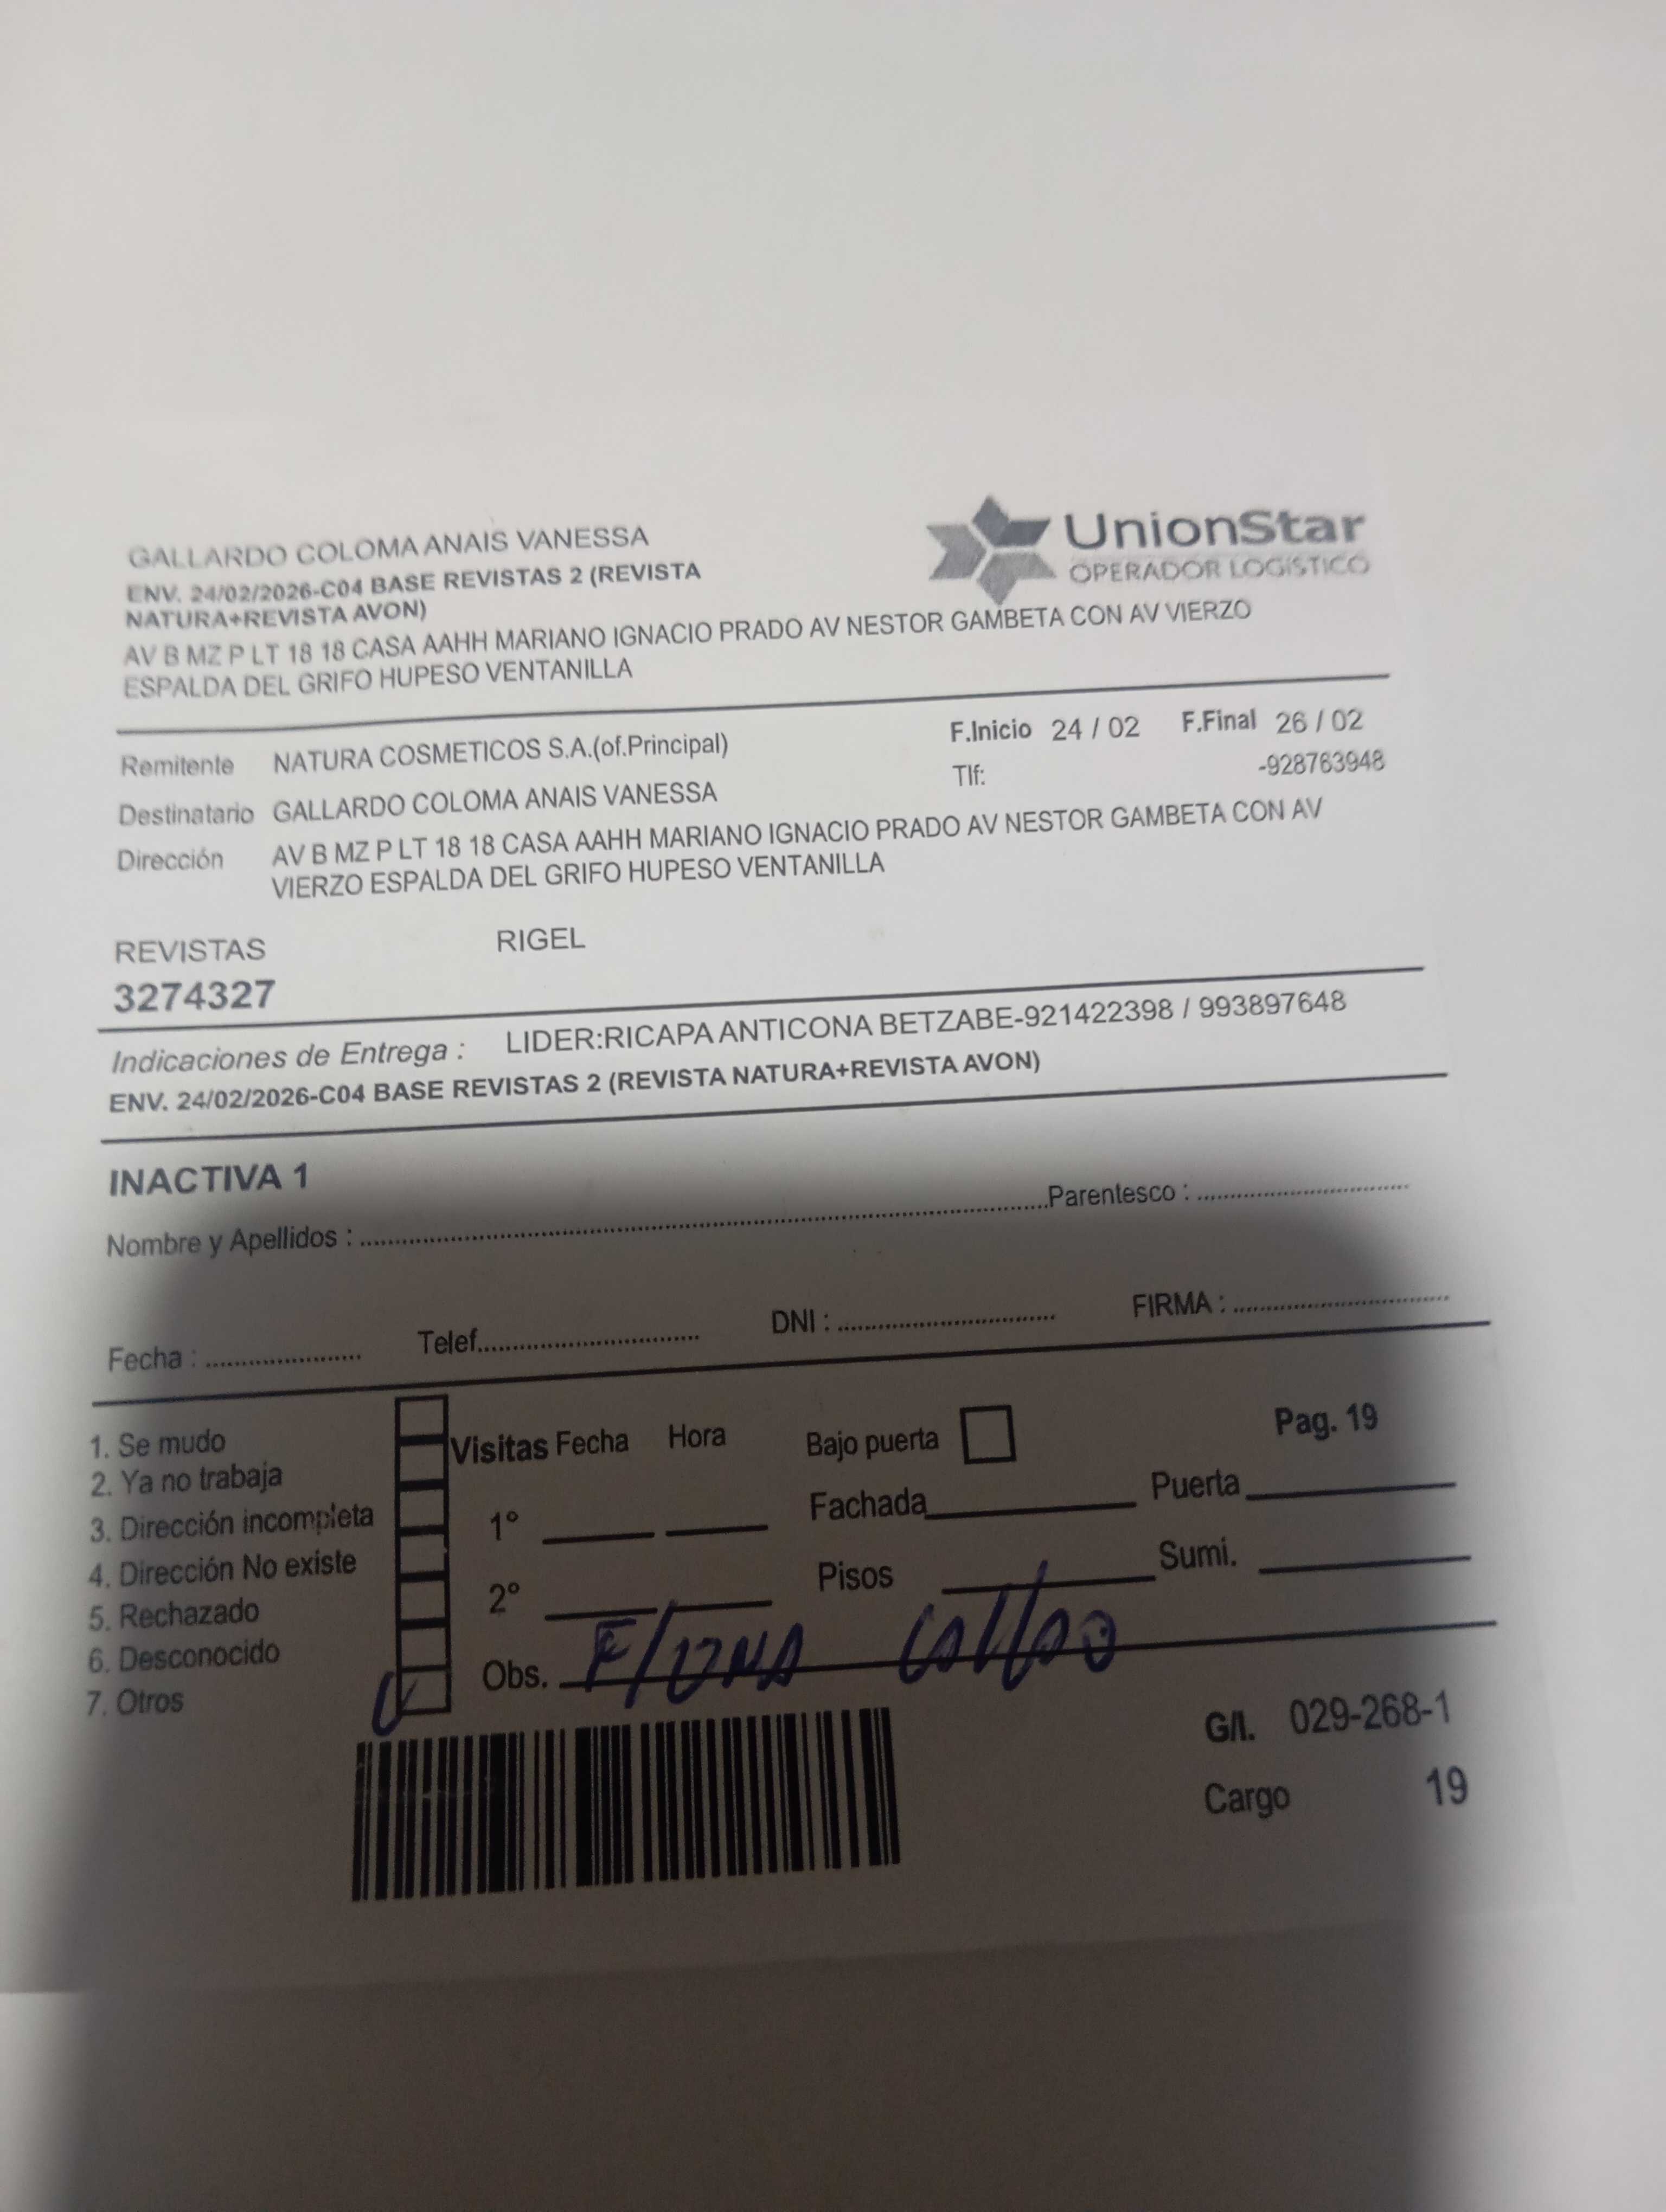 GALLARDO COLOMA ANAIS VANESSA
ENV. 24/02/2026-C04 BASE REVISTAS 2 (REVISTA
NATURA+REVISTA AVON)
AV B MZ P LT 18 18 CASA AAHH MARIANO IGNACIO PRADO AV NESTOR GAMBETA CON AV VIERZO
ESPALDA DEL GRIFO HUPESO VENTANILLA
UnionStar
OPERADOR LOGÍSTICO
Remitente NATURA COSMETICOS S.A.(of.Principal)
F.Inicio 24 / 02 F.Final 26 / 02
Tlf: -928763948
Destinatario GALLARDO COLOMA ANAIS VANESSA
Dirección AV B MZ P LT 18 18 CASA AAHH MARIANO IGNACIO PRADO AV NESTOR GAMBETA CON AV
VIERZO ESPALDA DEL GRIFO HUPESO VENTANILLA
REVISTAS RIGEL
3274327
Indicaciones de Entrega : LIDER:RICAPA ANTICONA BETZABE-921422398 / 993897648
ENV. 24/02/2026-C04 BASE REVISTAS 2 (REVISTA NATURA+REVISTA AVON)
INACTIVA 1
Nombre y Apellidos : Parentesco :
Fecha : Telef. DNI : FIRMA :
1. Se mudo
2. Ya no trabaja
3. Dirección incompleta
4. Dirección No existe
5. Rechazado
6. Desconocido
7. Otros
Visitas Fecha Hora
1°
2°
Bajo puerta
Pag. 19
Fachada Puerta
Pisos Sumi.
Obs. F/ZONA Callao
G/I. 029-268-1
Cargo 19